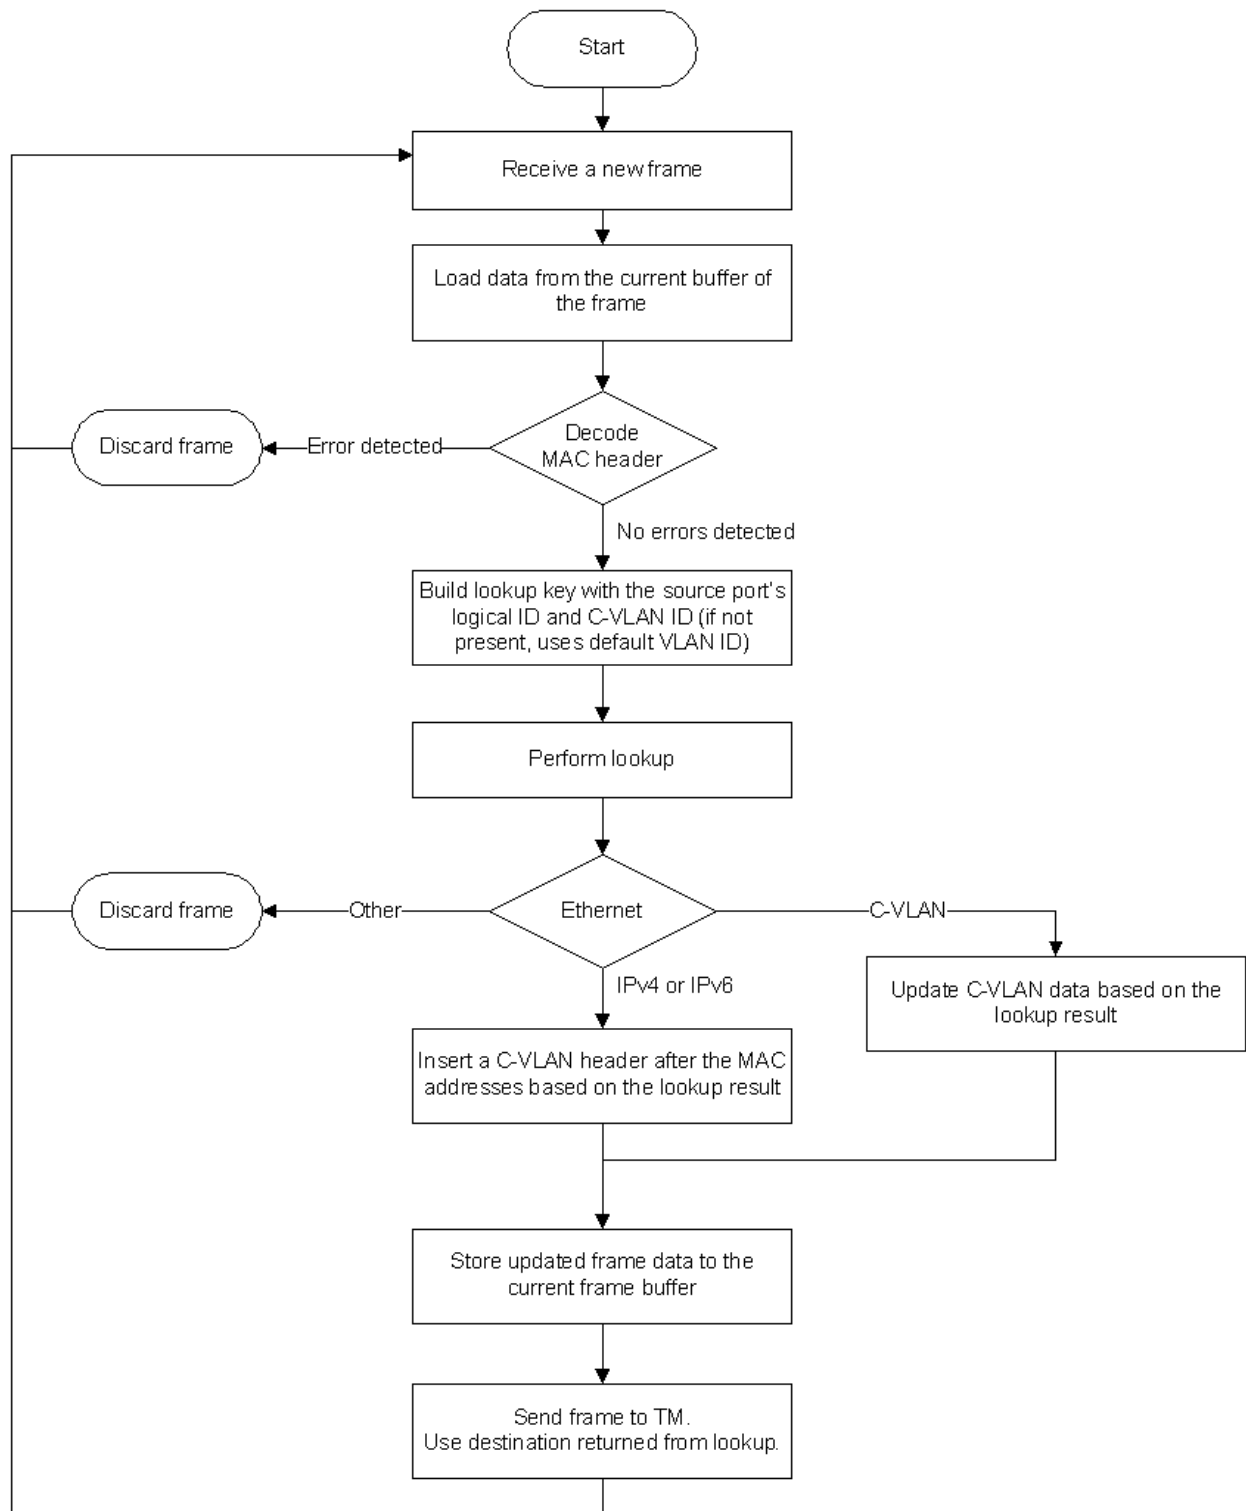 Start
Receive a new frame
Load data from the current buffer of
the frame
Decode
MAC header
Error detected
Discard frame
No errors detected
Build lookup key with the source port's
logical ID and C-VLAN ID (if not
present, uses default VLAN ID)
Perform lookup
Ethernet
Other
Discard frame
C-VLAN
IPv4 or IPv6
Update C-VLAN data based on the
lookup result
Insert a C-VLAN header after the MAC
addresses based on the lookup result
Store updated frame data to the
current frame buffer
Send frame to TM.
Use destination returned from lookup.